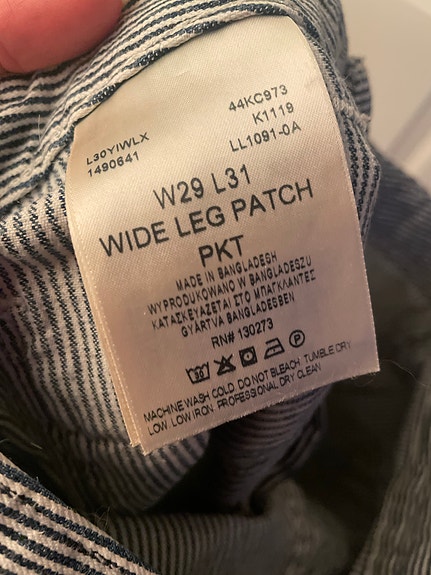 L30YIWLX
1490641
44KC973
K1119
LL1091-0A
W29 L31
WIDE LEG PATCH
PKT
MADE IN BANGLADESH
WYPRODUKOWANO W BANGLADESZU
ΚΑΤΑΣΚΕΥΑΖΕΤΑΙ ΣΤΟ ΜΠΑΓΚΛΑΝΤΕΣ
GYÁRTVA BANGLADESBEN
RN# 130273
MACHINE WASH COLD. DO NOT BLEACH. TUMBLE DRY
LOW. LOW IRON. PROFESSIONAL DRY CLEAN